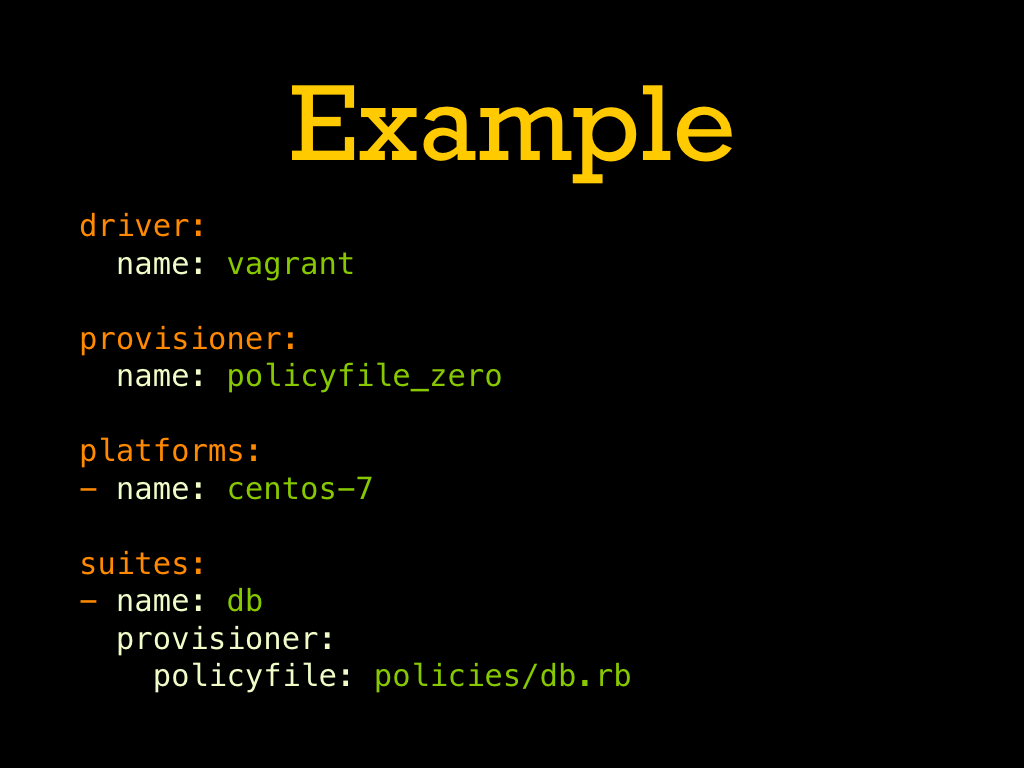 Example
driver:
  name: vagrant
provisioner:
  name: policyfile_zero
platforms:
- name: centos-7
suites:
- name: db
  provisioner:
    policyfile: policies/db.rb